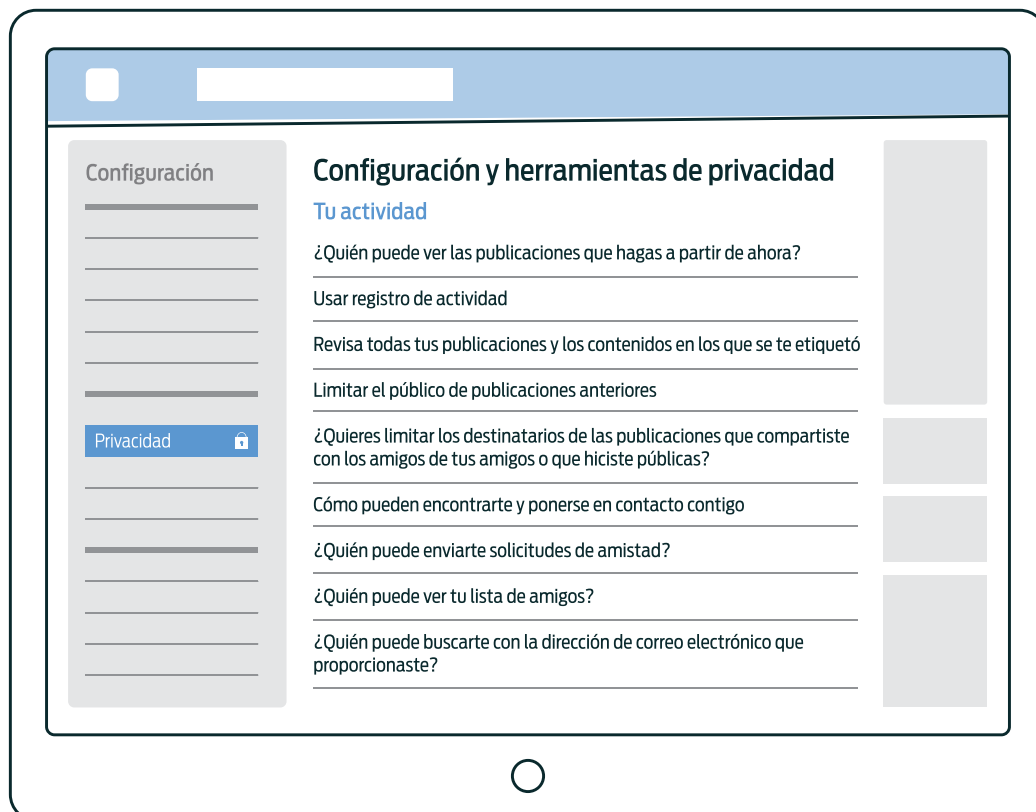 Configuración
Privacidad
Configuración y herramientas de privacidad
Tu actividad
¿Quién puede ver las publicaciones que hagas a partir de ahora?
Usar registro de actividad
Revisa todas tus publicaciones y los contenidos en los que se te etiquetó
Limitar el público de publicaciones anteriores
¿Quieres limitar los destinatarios de las publicaciones que compartiste
con los amigos de tus amigos o que hiciste públicas?
Cómo pueden encontrarte y ponerse en contacto contigo
¿Quién puede enviarte solicitudes de amistad?
¿Quién puede ver tu lista de amigos?
¿Quién puede buscarte con la dirección de correo electrónico que
proporcionaste?